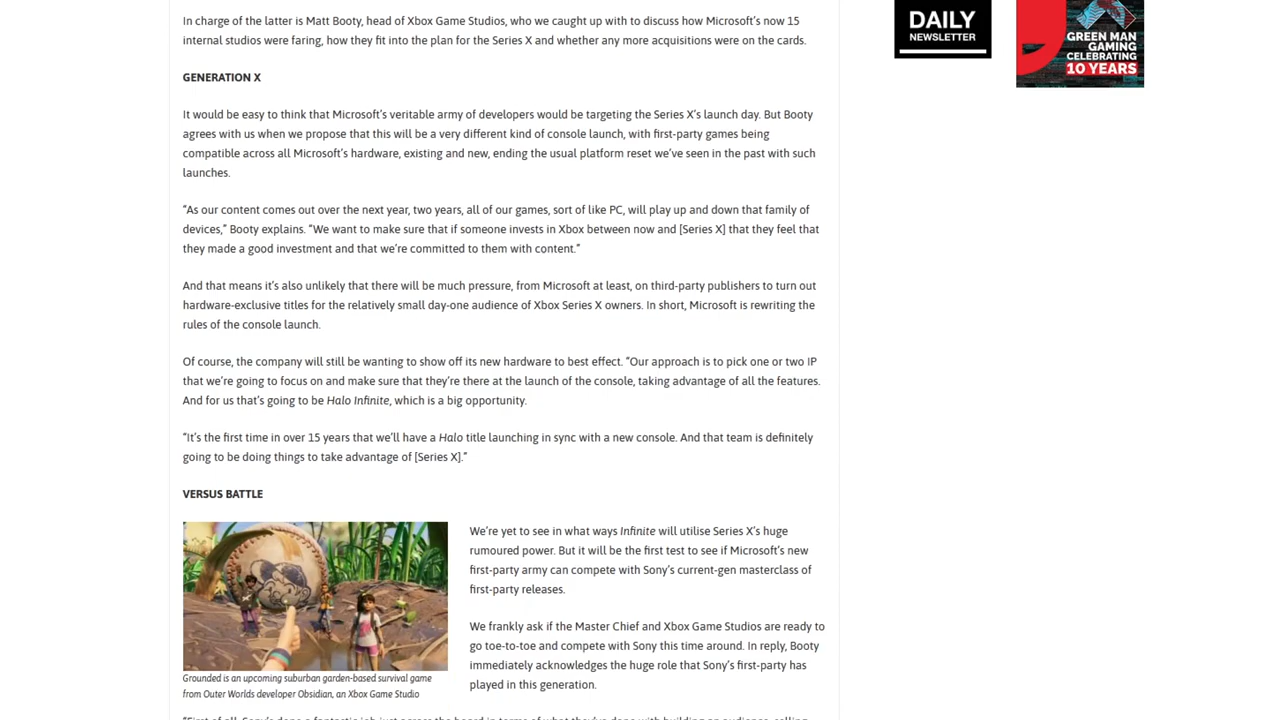 In charge of the latter is Matt Booty, head of Xbox Game Studios, who we caught up with to discuss how Microsoft’s now 15
internal studios were faring, how they fit into the plan for the Series X and whether any more acquisitions were on the cards.
DAILY
NEWSLETTER
GREEN MAN
GAMING
CELEBRATING
10 YEARS
GENERATION X
It would be easy to think that Microsoft’s veritable army of developers would be targeting the Series X’s launch day. But Booty
agrees with us when we propose that this will be a very different kind of console launch, with first-party games being
compatible across all Microsoft’s hardware, existing and new, ending the usual platform reset we’ve seen in the past with such
launches.
“As our content comes out over the next year, two years, all of our games, sort of like PC, will play up and down that family of
devices,” Booty explains. “We want to make sure that if someone invests in Xbox between now and [Series X] that they feel that
they made a good investment and that we’re committed to them with content.”
And that means it’s also unlikely that there will be much pressure, from Microsoft at least, on third-party publishers to turn out
hardware-exclusive titles for the relatively small day-one audience of Xbox Series X owners. In short, Microsoft is rewriting the
rules of the console launch.
Of course, the company will still be wanting to show off its new hardware to best effect. “Our approach is to pick one or two IP
that we’re going to focus on and make sure that they’re there at the launch of the console, taking advantage of all the features.
And for us that’s going to be Halo Infinite, which is a big opportunity.
“It’s the first time in over 15 years that we’ll have a Halo title launching in sync with a new console. And that team is definitely
going to be doing things to take advantage of [Series X].”
VERSUS BATTLE
We’re yet to see in what ways Infinite will utilise Series X’s huge
rumoured power. But it will be the first test to see if Microsoft’s new
first-party army can compete with Sony’s current-gen masterclass of
first-party releases.
We frankly ask if the Master Chief and Xbox Game Studios are ready to
go toe-to-toe and compete with Sony this time around. In reply, Booty
immediately acknowledges the huge role that Sony’s first-party has
played in this generation.
Grounded is an upcoming suburban garden-based survival game
from Outer Worlds developer Obsidian, an Xbox Game Studio